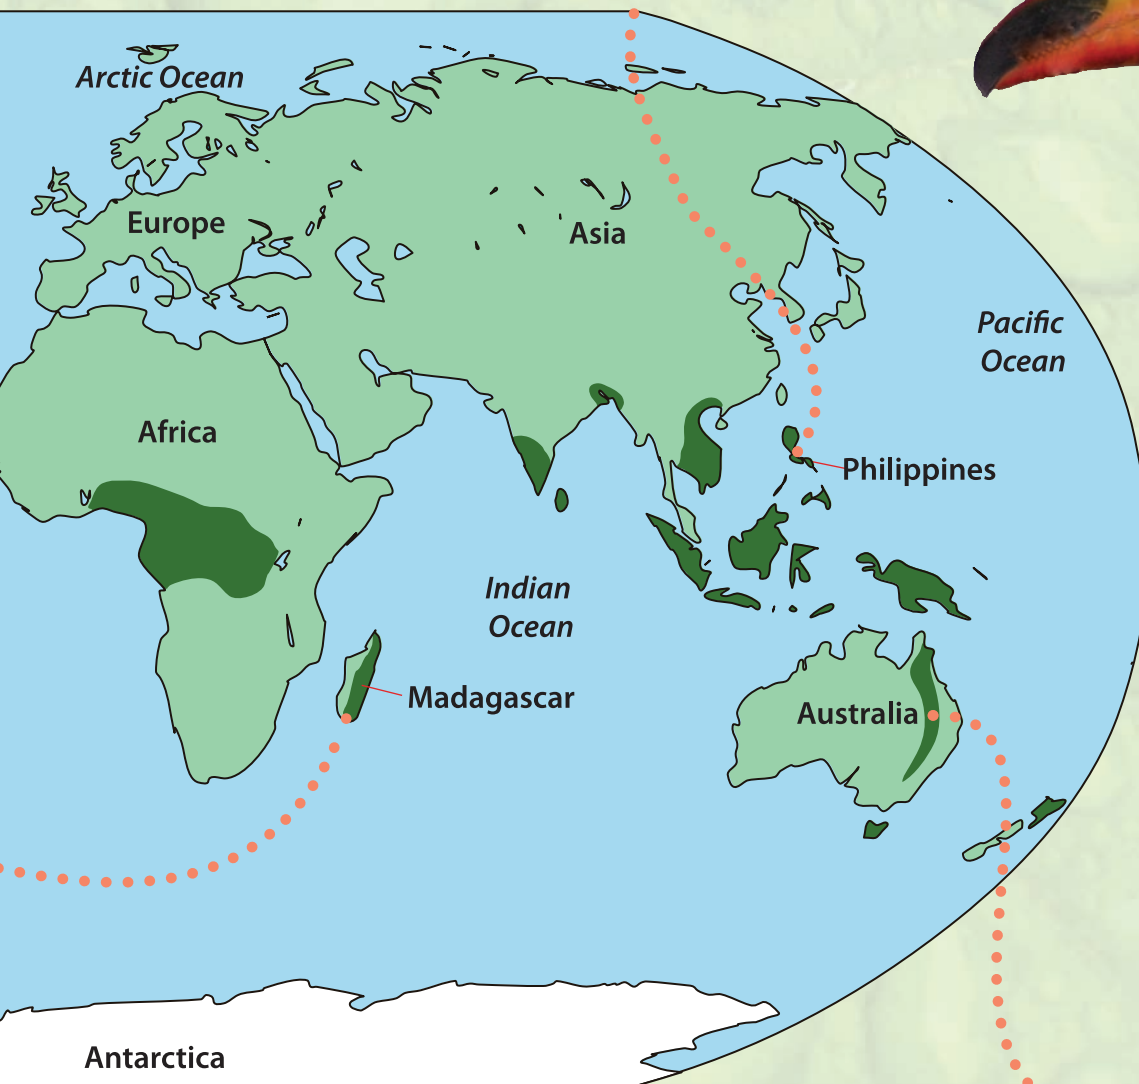 Arctic Ocean
Europe
Asia
Pacific
Ocean
Africa
Philippines
Indian
Ocean
Madagascar
Australia
Antarctica